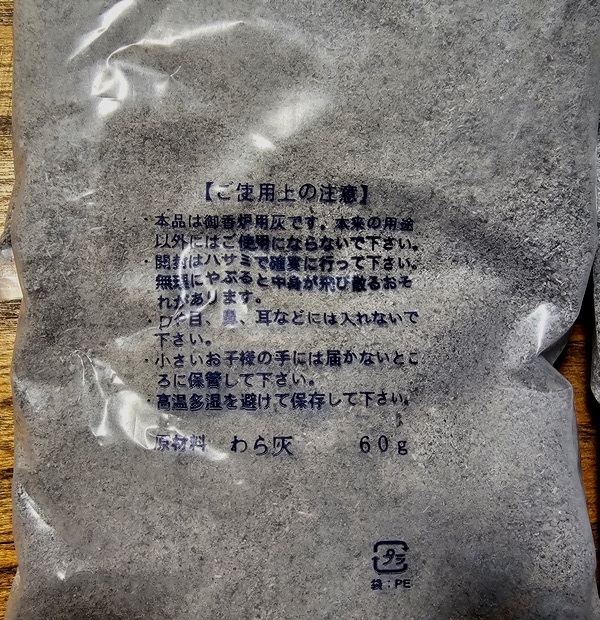 【ご使用上の注意】
・本品は御香炉用灰です。本来の用途
以外にはご使用にならないで下さい。
・開封はハサミで確実に行って下さい。
無理にやぶると中身が飛び散るおそ
れがあります。
・口や目、鼻、耳などには入れないで
下さい。
・小さいお子様の手には届かないとこ
ろに保管して下さい。
・高温多湿を避けて保存して下さい。
原材料 わら灰 60g
プラ
袋:PE